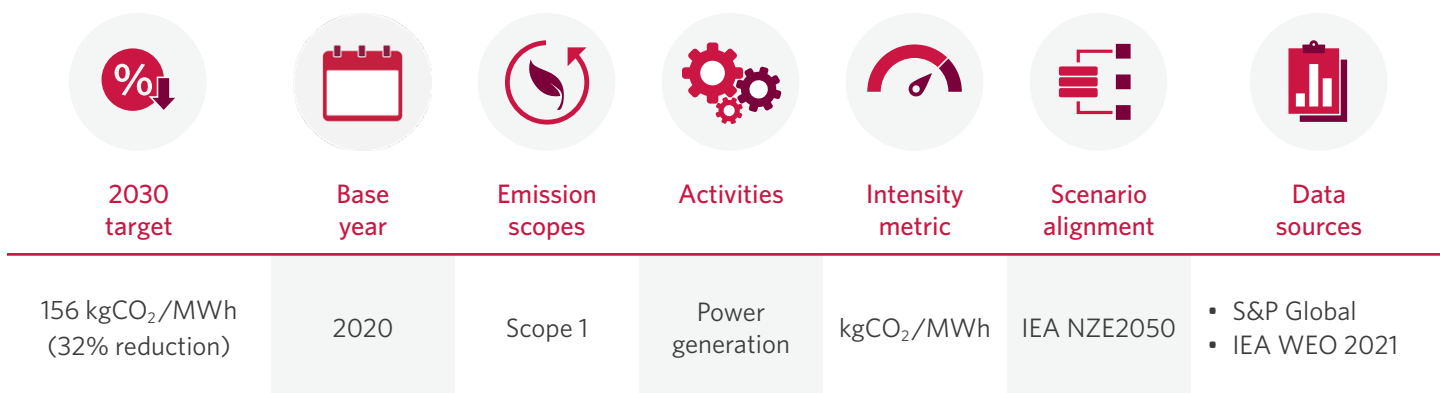 %
2030
target
Base
year
Emission
scopes
Activities
Intensity
metric
Scenario
alignment
Data
sources
156 kgCO₂/MWh
(32% reduction)
2020
Scope 1
Power
generation
kgCO₂/MWh
IEA NZE2050
• S&P Global
• IEA WEO 2021